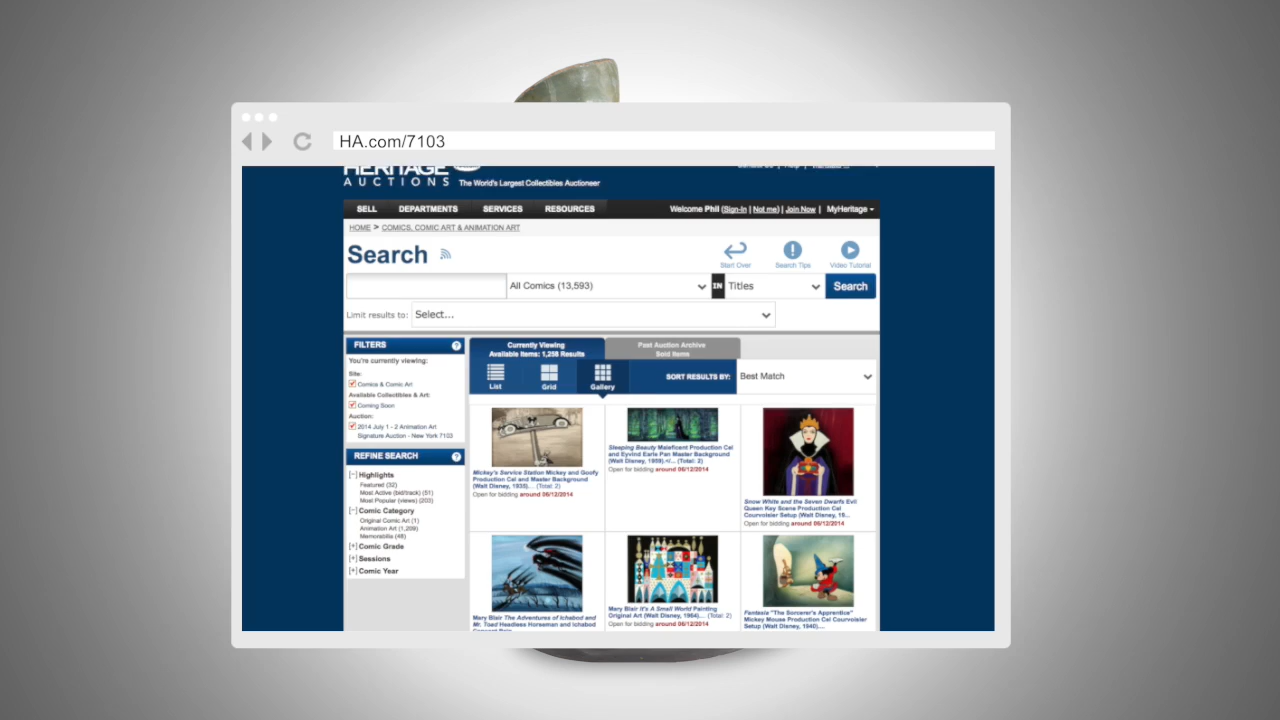 HA.com/7103
HERITAGE
AUCTIONS The World's Largest Collectibles Auctioneer
SELL DEPARTMENTS SERVICES RESOURCES Welcome Phil (Sign-In | Not me) | Join Now | MyHeritage
HOME > COMICS, COMIC ART & ANIMATION ART
Search
Start Over Search Tips Video Tutorial
All Comics (13,593) IN Titles Search
Limit results to: Select...
FILTERS ?
You're currently viewing:
Site:
Comics & Comic Art
Available Collectibles & Art:
Coming Soon
Auction:
2014 July 1 - 2 Animation Art
Signature Auction - New York 7103
REFINE SEARCH ?
[-] Highlights
Featured (32)
Most Active (bid/track) (51)
Most Popular (views) (203)
[-] Comic Category
Original Comic Art (1)
Animation Art (1,209)
Memorabilia (48)
[+] Comic Grade
[+] Sessions
[+] Comic Year
Currently Viewing
Available Items: 1,258 Results
Past Auction Archive
Sold Items
List Grid Gallery
SORT RESULTS BY: Best Match
Mickey's Service Station Mickey and Goofy
Production Cel and Master Background
(Walt Disney, 1935)... (Total: 2)
Open for bidding around 06/12/2014
Sleeping Beauty Maleficent Production Cel
and Eyvind Earle Pan Master Background
(Walt Disney, 1959).</... (Total: 2)
Open for bidding around 06/12/2014
Snow White and the Seven Dwarfs Evil
Queen Key Scene Production Cel
Courvoisier Setup (Walt Disney, 19...
Open for bidding around 06/12/2014
Mary Blair The Adventures of Ichabod and
Mr. Toad Headless Horseman and Ichabod
Mary Blair It's A Small World Painting
Original Art (Walt Disney, 1964)... (Total: 2)
Open for bidding around 06/12/2014
Fantasia "The Sorcerer's Apprentice"
Mickey Mouse Production Cel Courvoisier
Setup (Walt Disney, 1940)....